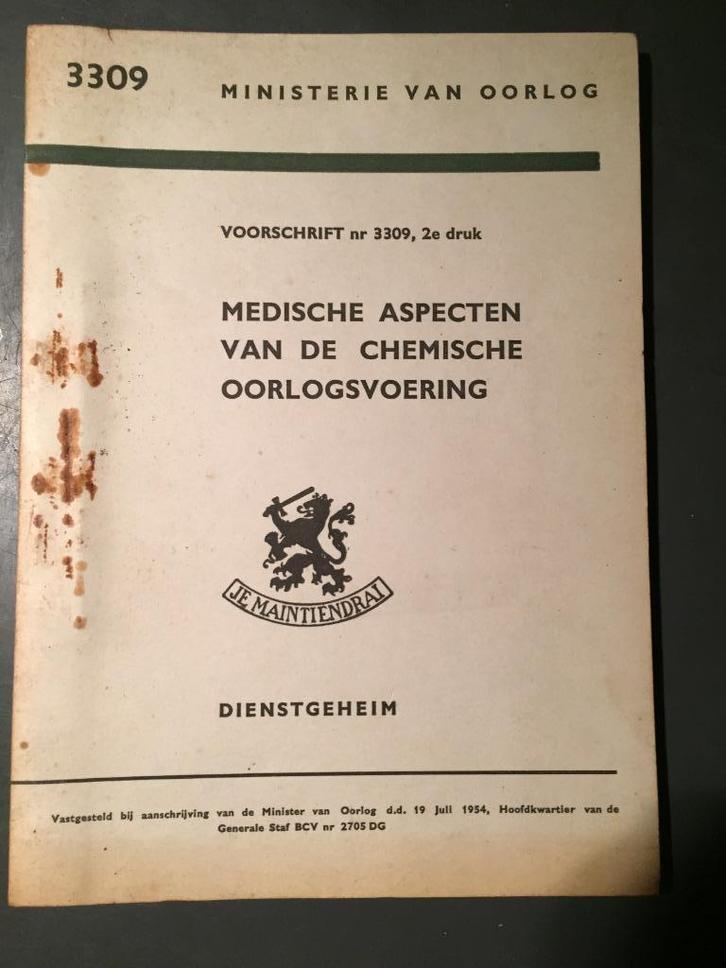 3309
MINISTERIE VAN OORLOG
VOORSCHRIFT nr 3309, 2e druk
MEDISCHE ASPECTEN
VAN DE CHEMISCHE
OORLOGSVOERING
JE MAINTIENDRAI
DIENSTGEHEIM
Vastgesteld bij aanschrijving van de Minister van Oorlog d.d. 19 Juli 1954, Hoofdkwartier van de
Generale Staf BCV nr 2705 DG